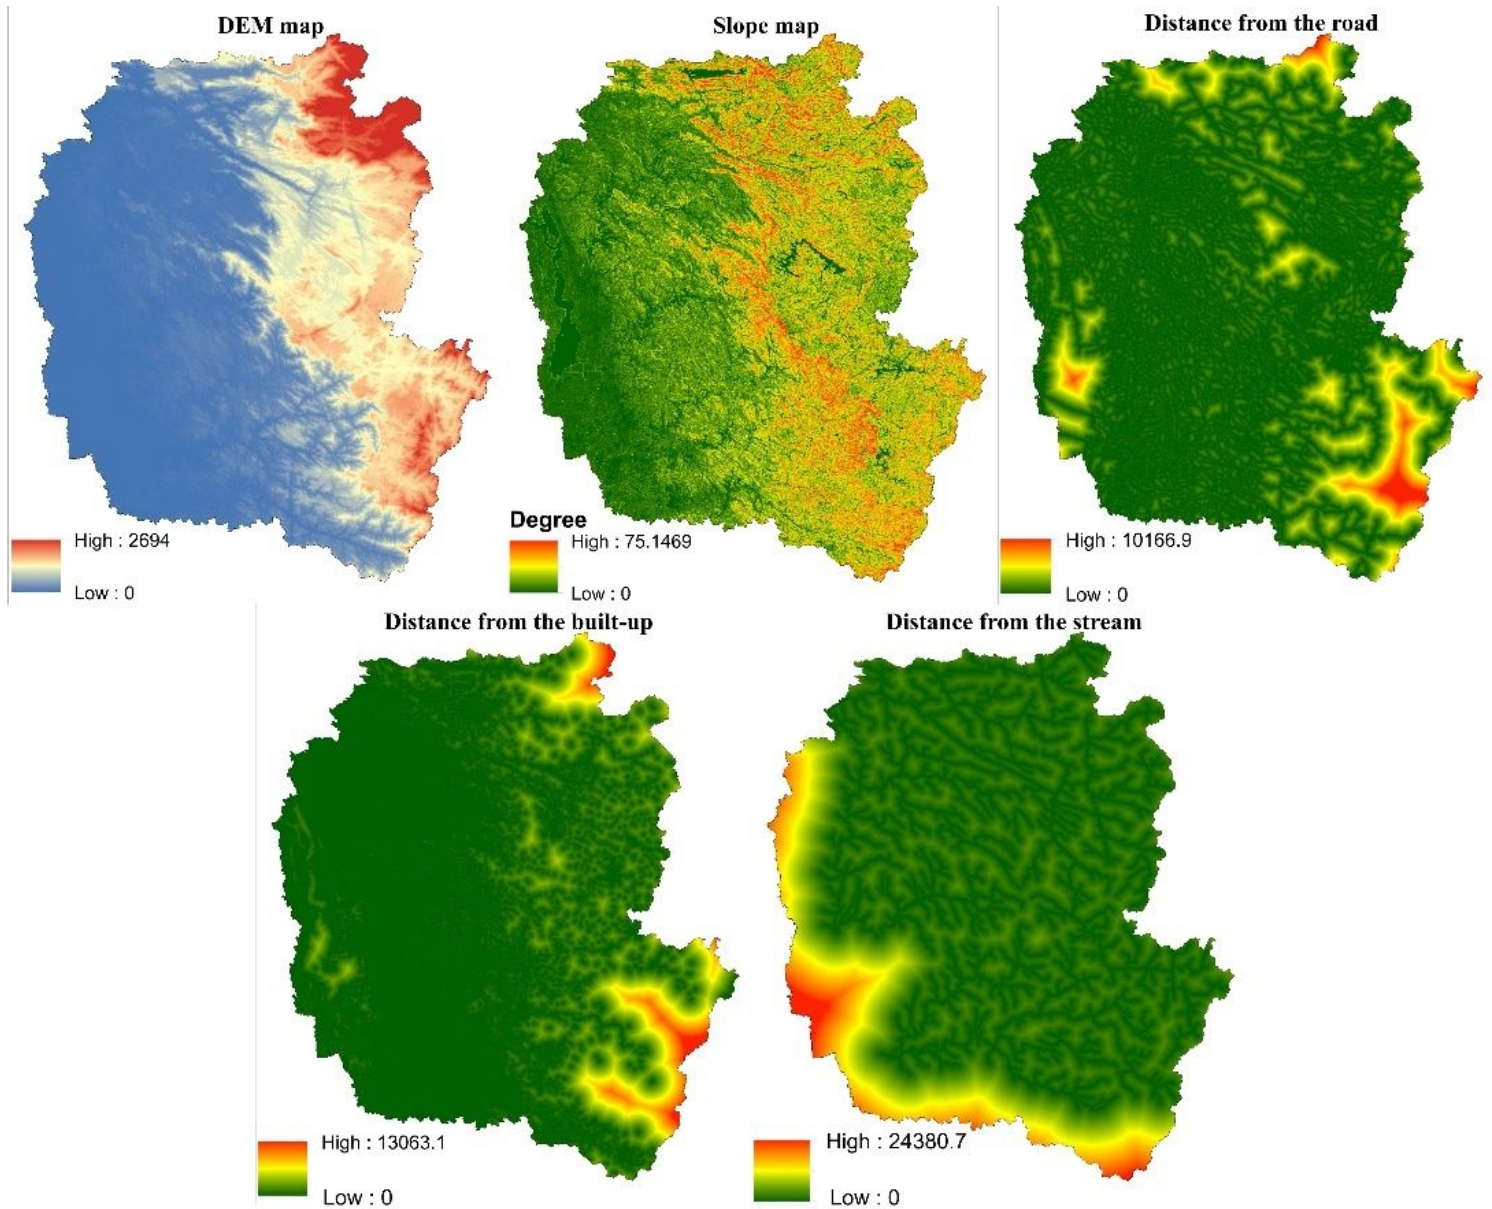 DEM map
Slope map
Distance from the road
High : 2694
Low : 0
Degree
High : 75.1469
Low : 0
High : 10166.9
Low : 0
Distance from the built-up
Distance from the stream
High : 13063.1
Low : 0
High : 24380.7
Low : 0